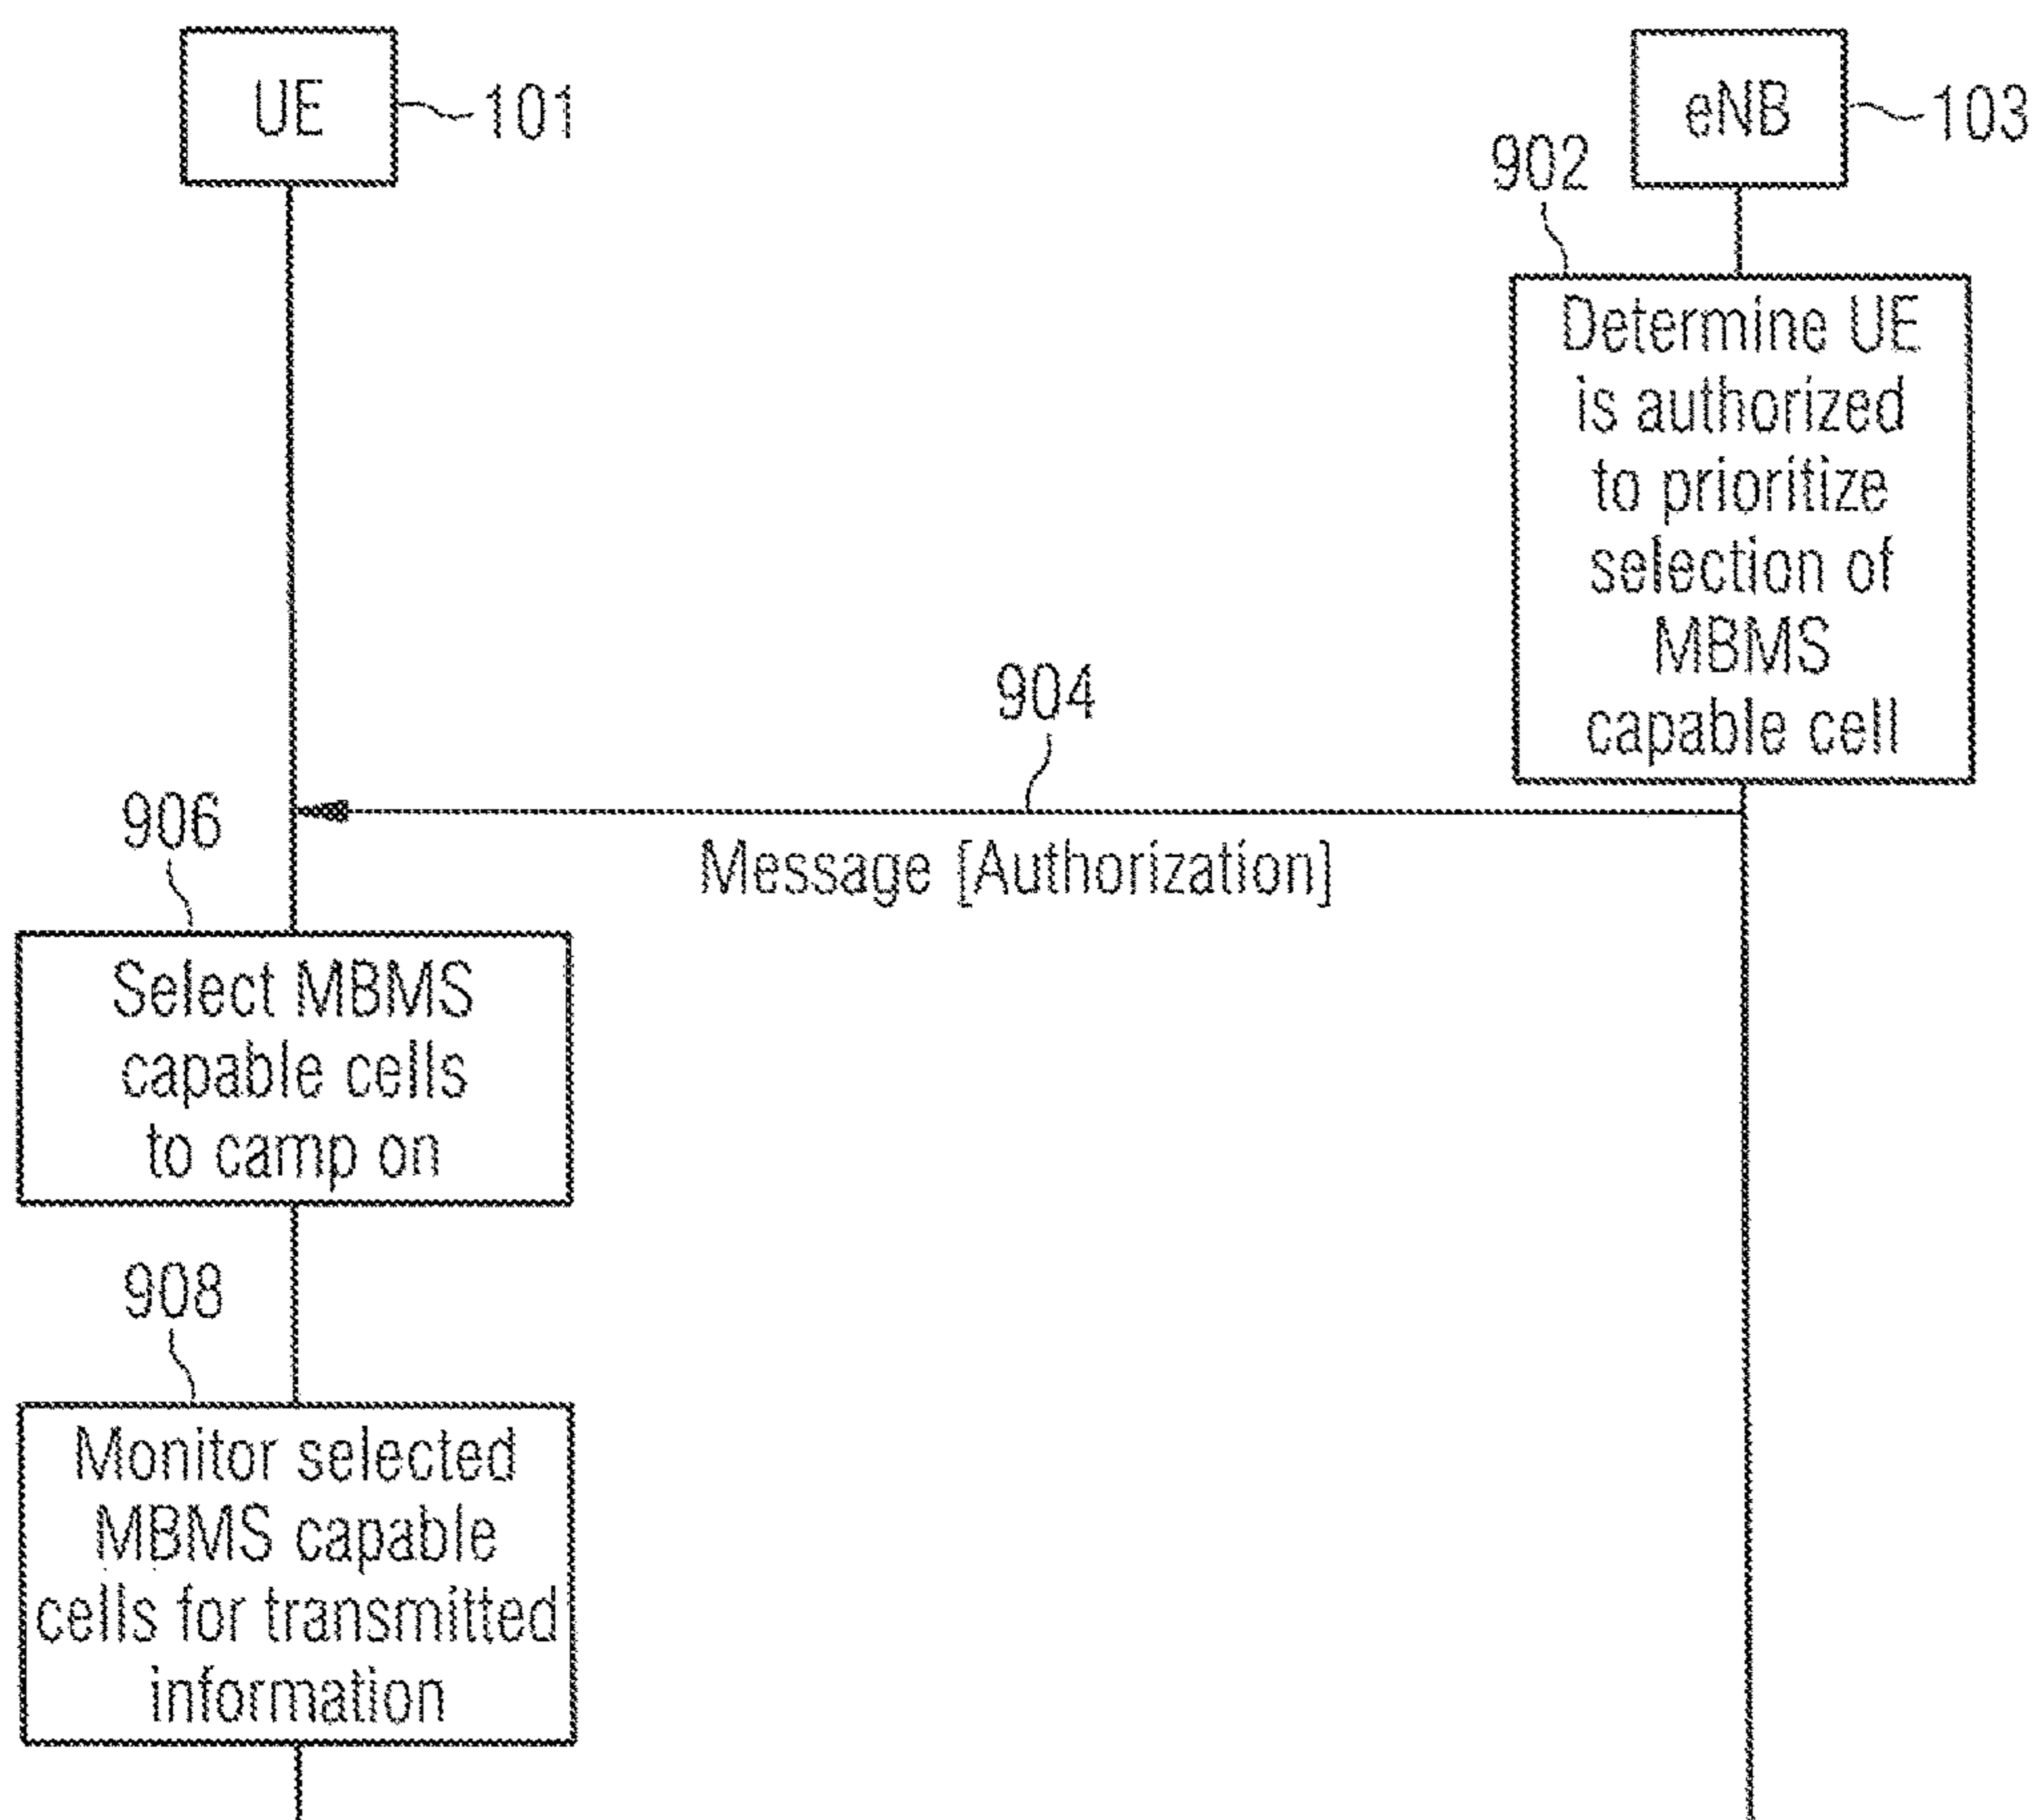 UE
101
eNB
103
902
Determine UE
is authorized
to prioritize
selection of
MBMS
capable cell
904
Message [Authorization]
906
Select MBMS
capable cells
to camp on
908
Monitor selected
MBMS capable
cells for transmitted
information